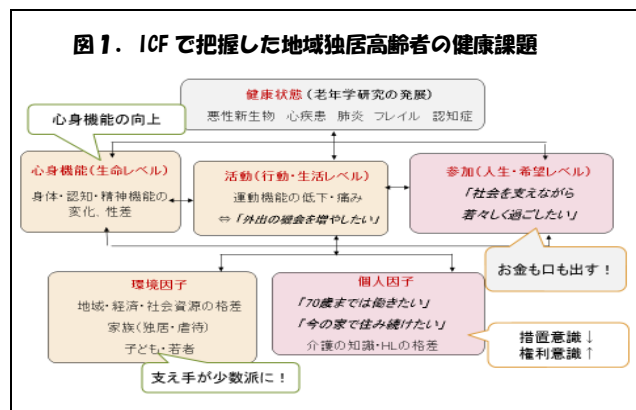 図1. ICFで把握した地域独居高齢者の健康課題
健康状態(老年学研究の発展)
悪性新生物 心疾患 肺炎 フレイル 認知症
心身機能の向上
心身機能(生命レベル)
身体・認知・精神機能の
変化、性差
活動(行動・生活レベル)
運動機能の低下・痛み
⇔「外出の機会を増やしたい」
参加(人生・希望レベル)
「社会を支えながら
若々しく過ごしたい」
お金も口も出す!
環境因子
地域・経済・社会資源の格差
家族(独居・虐待)
子ども・若者
支え手が少数派に!
個人因子
「70歳までは働きたい」
「今の家で住み続けたい」
介護の知識・HLの格差
措置意識↓
権利意識↑